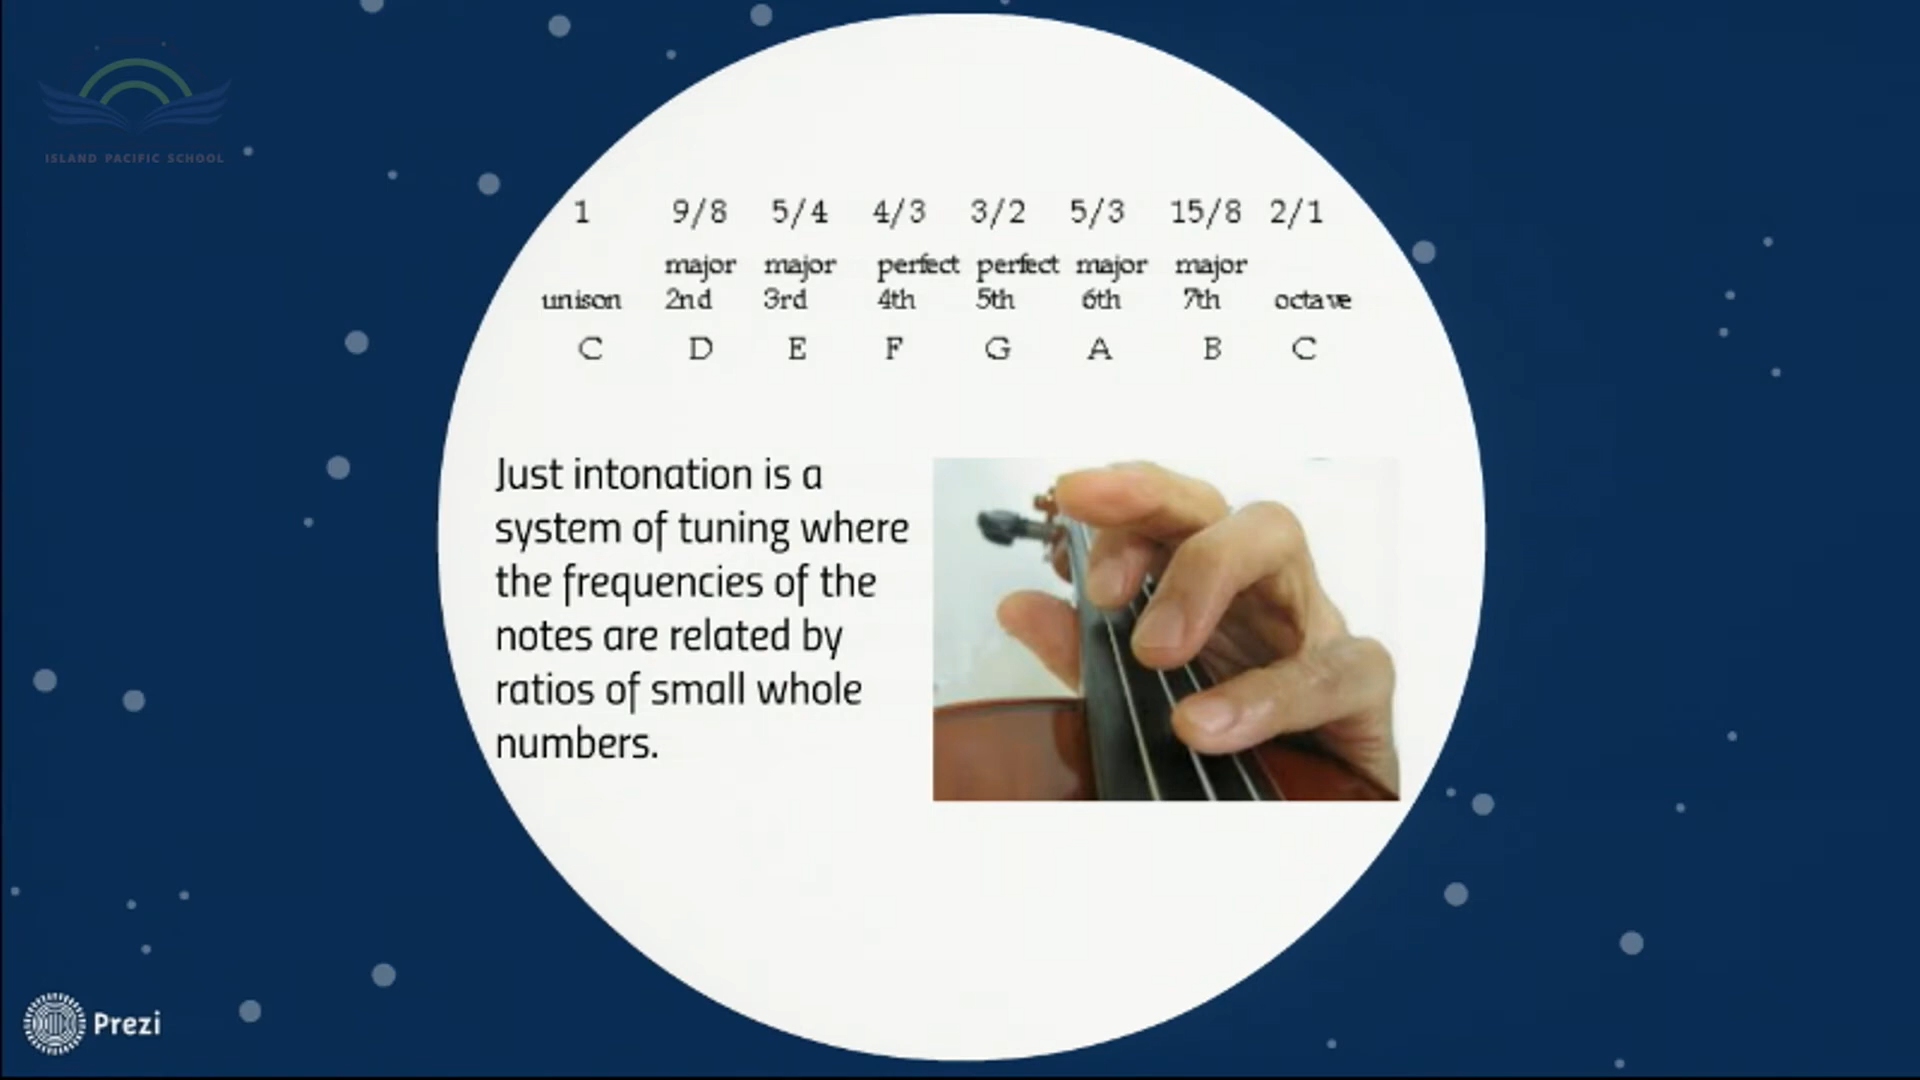 ISLAND PACIFIC SCHOOL
1 9/8 5/4 4/3 3/2 5/3 15/8 2/1
major major perfect perfect major major
unison 2nd 3rd 4th 5th 6th 7th octave
C D E F G A B C
Just intonation is a
system of tuning where
the frequencies of the
notes are related by
ratios of small whole
numbers.
Prezi